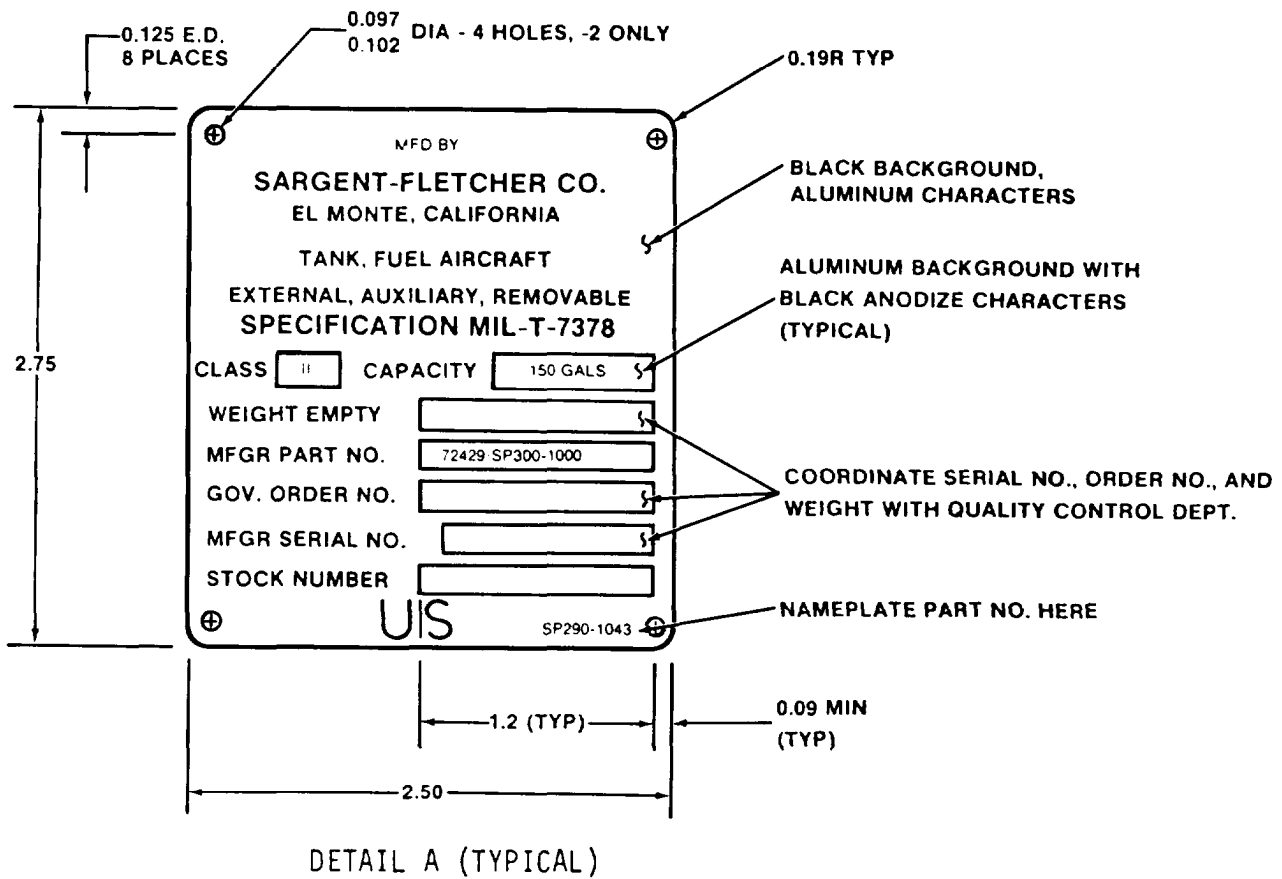 0.125 E.D.
8 PLACES
0.097
0.102
DIA - 4 HOLES, -2 ONLY
0.19R TYP
MFD BY
SARGENT-FLETCHER CO.
EL MONTE, CALIFORNIA
TANK, FUEL AIRCRAFT
EXTERNAL, AUXILIARY, REMOVABLE
SPECIFICATION MIL-T-7378
CLASS II CAPACITY 150 GALS
WEIGHT EMPTY
MFGR PART NO. 72429-SP300-1000
GOV. ORDER NO.
MFGR SERIAL NO.
STOCK NUMBER
U|S
SP290-1043
BLACK BACKGROUND,
ALUMINUM CHARACTERS
ALUMINUM BACKGROUND WITH
BLACK ANODIZE CHARACTERS
(TYPICAL)
COORDINATE SERIAL NO., ORDER NO., AND
WEIGHT WITH QUALITY CONTROL DEPT.
NAMEPLATE PART NO. HERE
2.75
1.2 (TYP)
0.09 MIN
(TYP)
2.50
DETAIL A (TYPICAL)